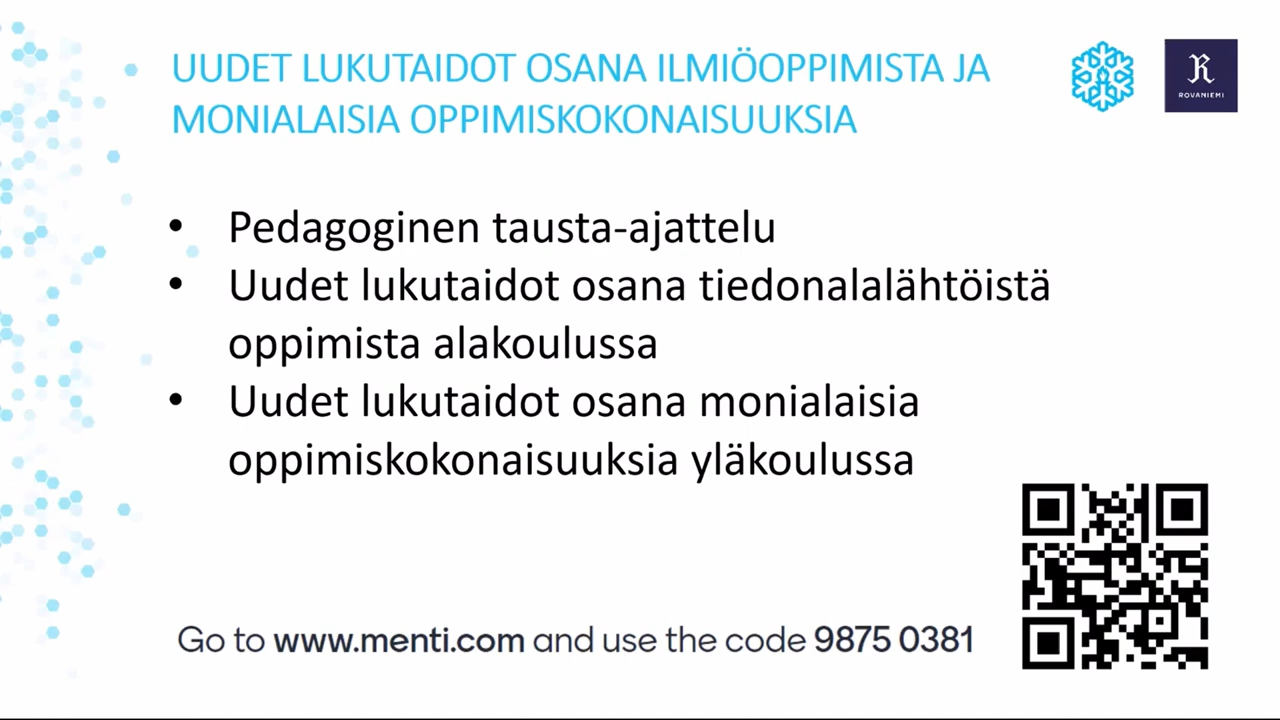 UUDET LUKUTAIDOT OSANA ILMIÖOPPIMISTA JA
MONIALAISIA OPPIMISKOKONAISUUKSIA
R
ROVANIEMI
• Pedagoginen tausta-ajattelu
• Uudet lukutaidot osana tiedonalalähtöistä
oppimista alakoulussa
• Uudet lukutaidot osana monialaisia
oppimiskokonaisuuksia yläkoulussa
Go to www.menti.com and use the code 9875 0381